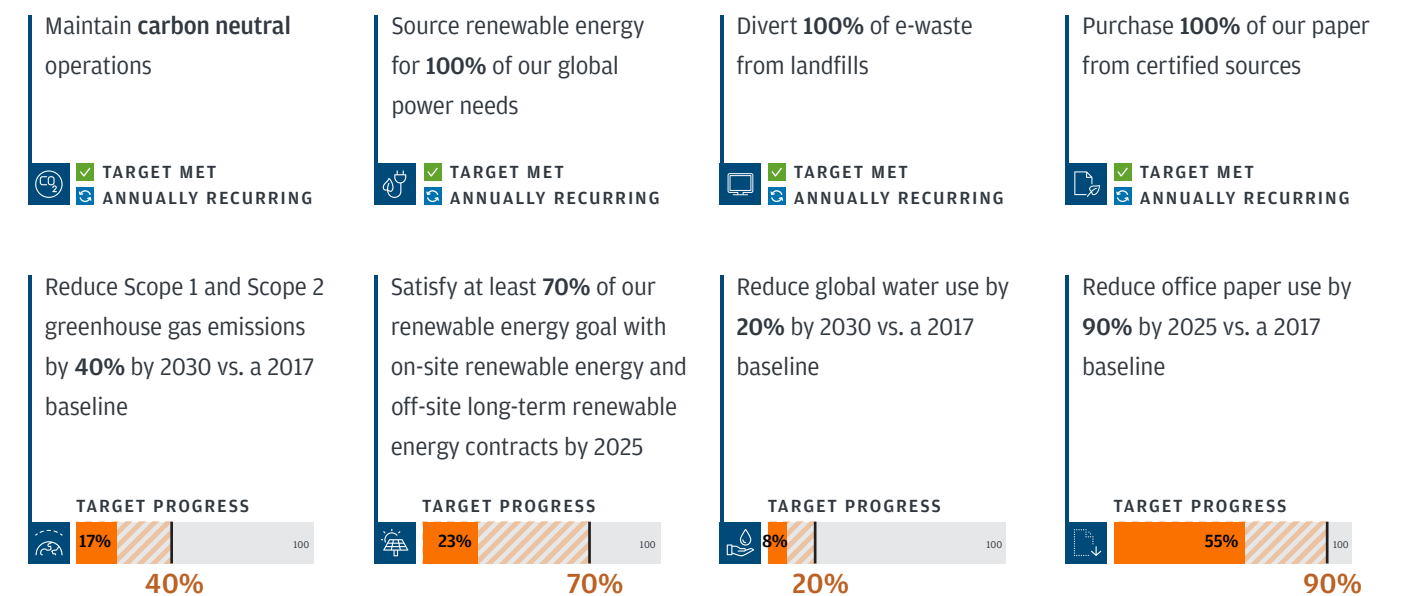 Maintain carbon neutral
operations
CO2
TARGET MET
ANNUALLY RECURRING
Source renewable energy
for 100% of our global
power needs
TARGET MET
ANNUALLY RECURRING
Divert 100% of e-waste
from landfills
TARGET MET
ANNUALLY RECURRING
Purchase 100% of our paper
from certified sources
TARGET MET
ANNUALLY RECURRING
Reduce Scope 1 and Scope 2
greenhouse gas emissions
by 40% by 2030 vs. a 2017
baseline
TARGET PROGRESS
17%
100
40%
Satisfy at least 70% of our
renewable energy goal with
on-site renewable energy and
off-site long-term renewable
energy contracts by 2025
TARGET PROGRESS
23%
100
70%
Reduce global water use by
20% by 2030 vs. a 2017
baseline
TARGET PROGRESS
8%
100
20%
Reduce office paper use by
90% by 2025 vs. a 2017
baseline
TARGET PROGRESS
55%
100
90%